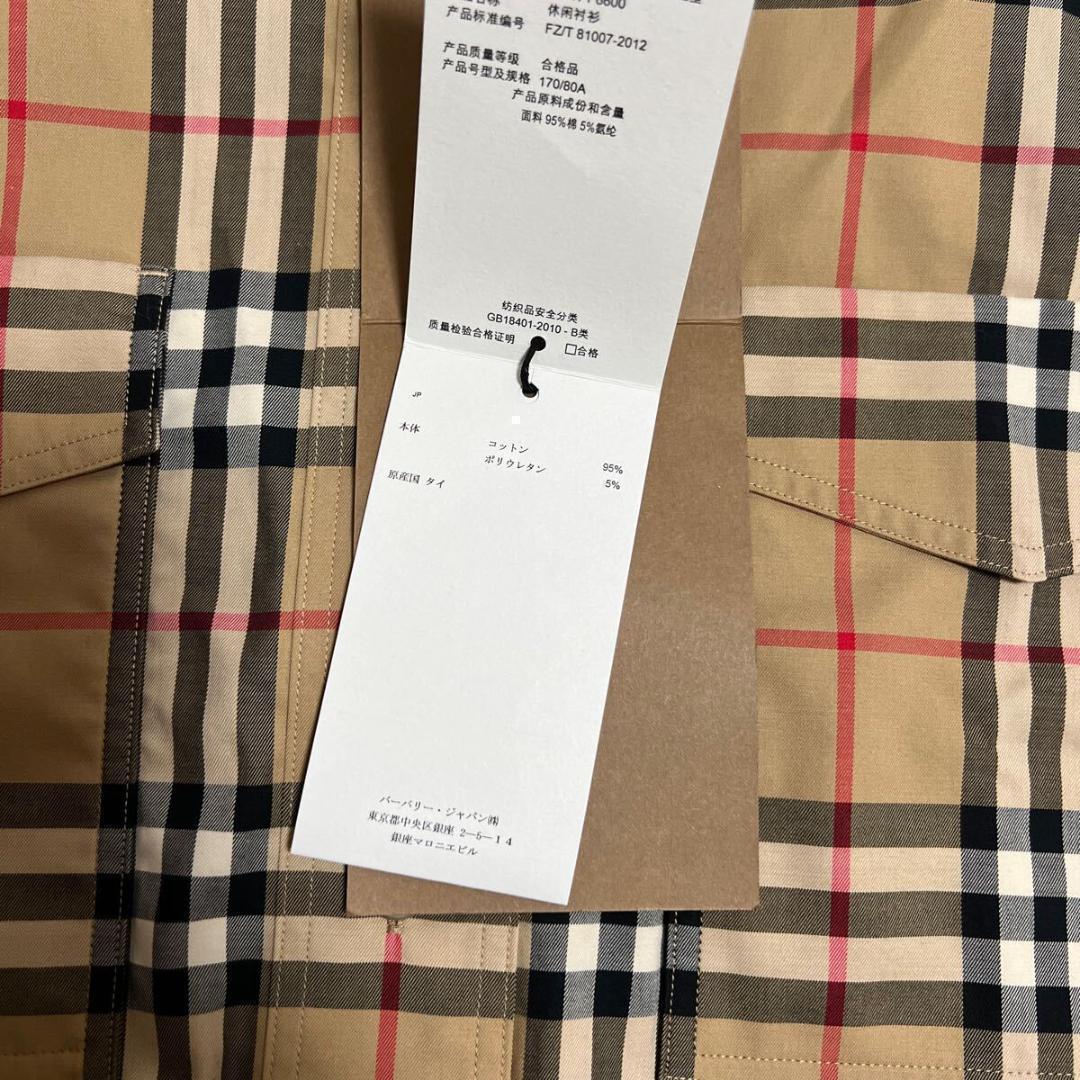 6600
名称 休闲衬衫
产品标准编号 FZ/T 81007-2012
产品质量等级 合格品
产品号型及规格 170/80A
产品原料成份和含量
面料 95%棉 5%氨纶
纺织品安全分类
GB18401-2010 - B类
质量检验合格证明 □合格
JP
本体
コットン 95%
ポリウレタン 5%
原産国 タイ
バーバリー・ジャパン㈱
東京都中央区銀座 2-5-14
銀座マロニエビル